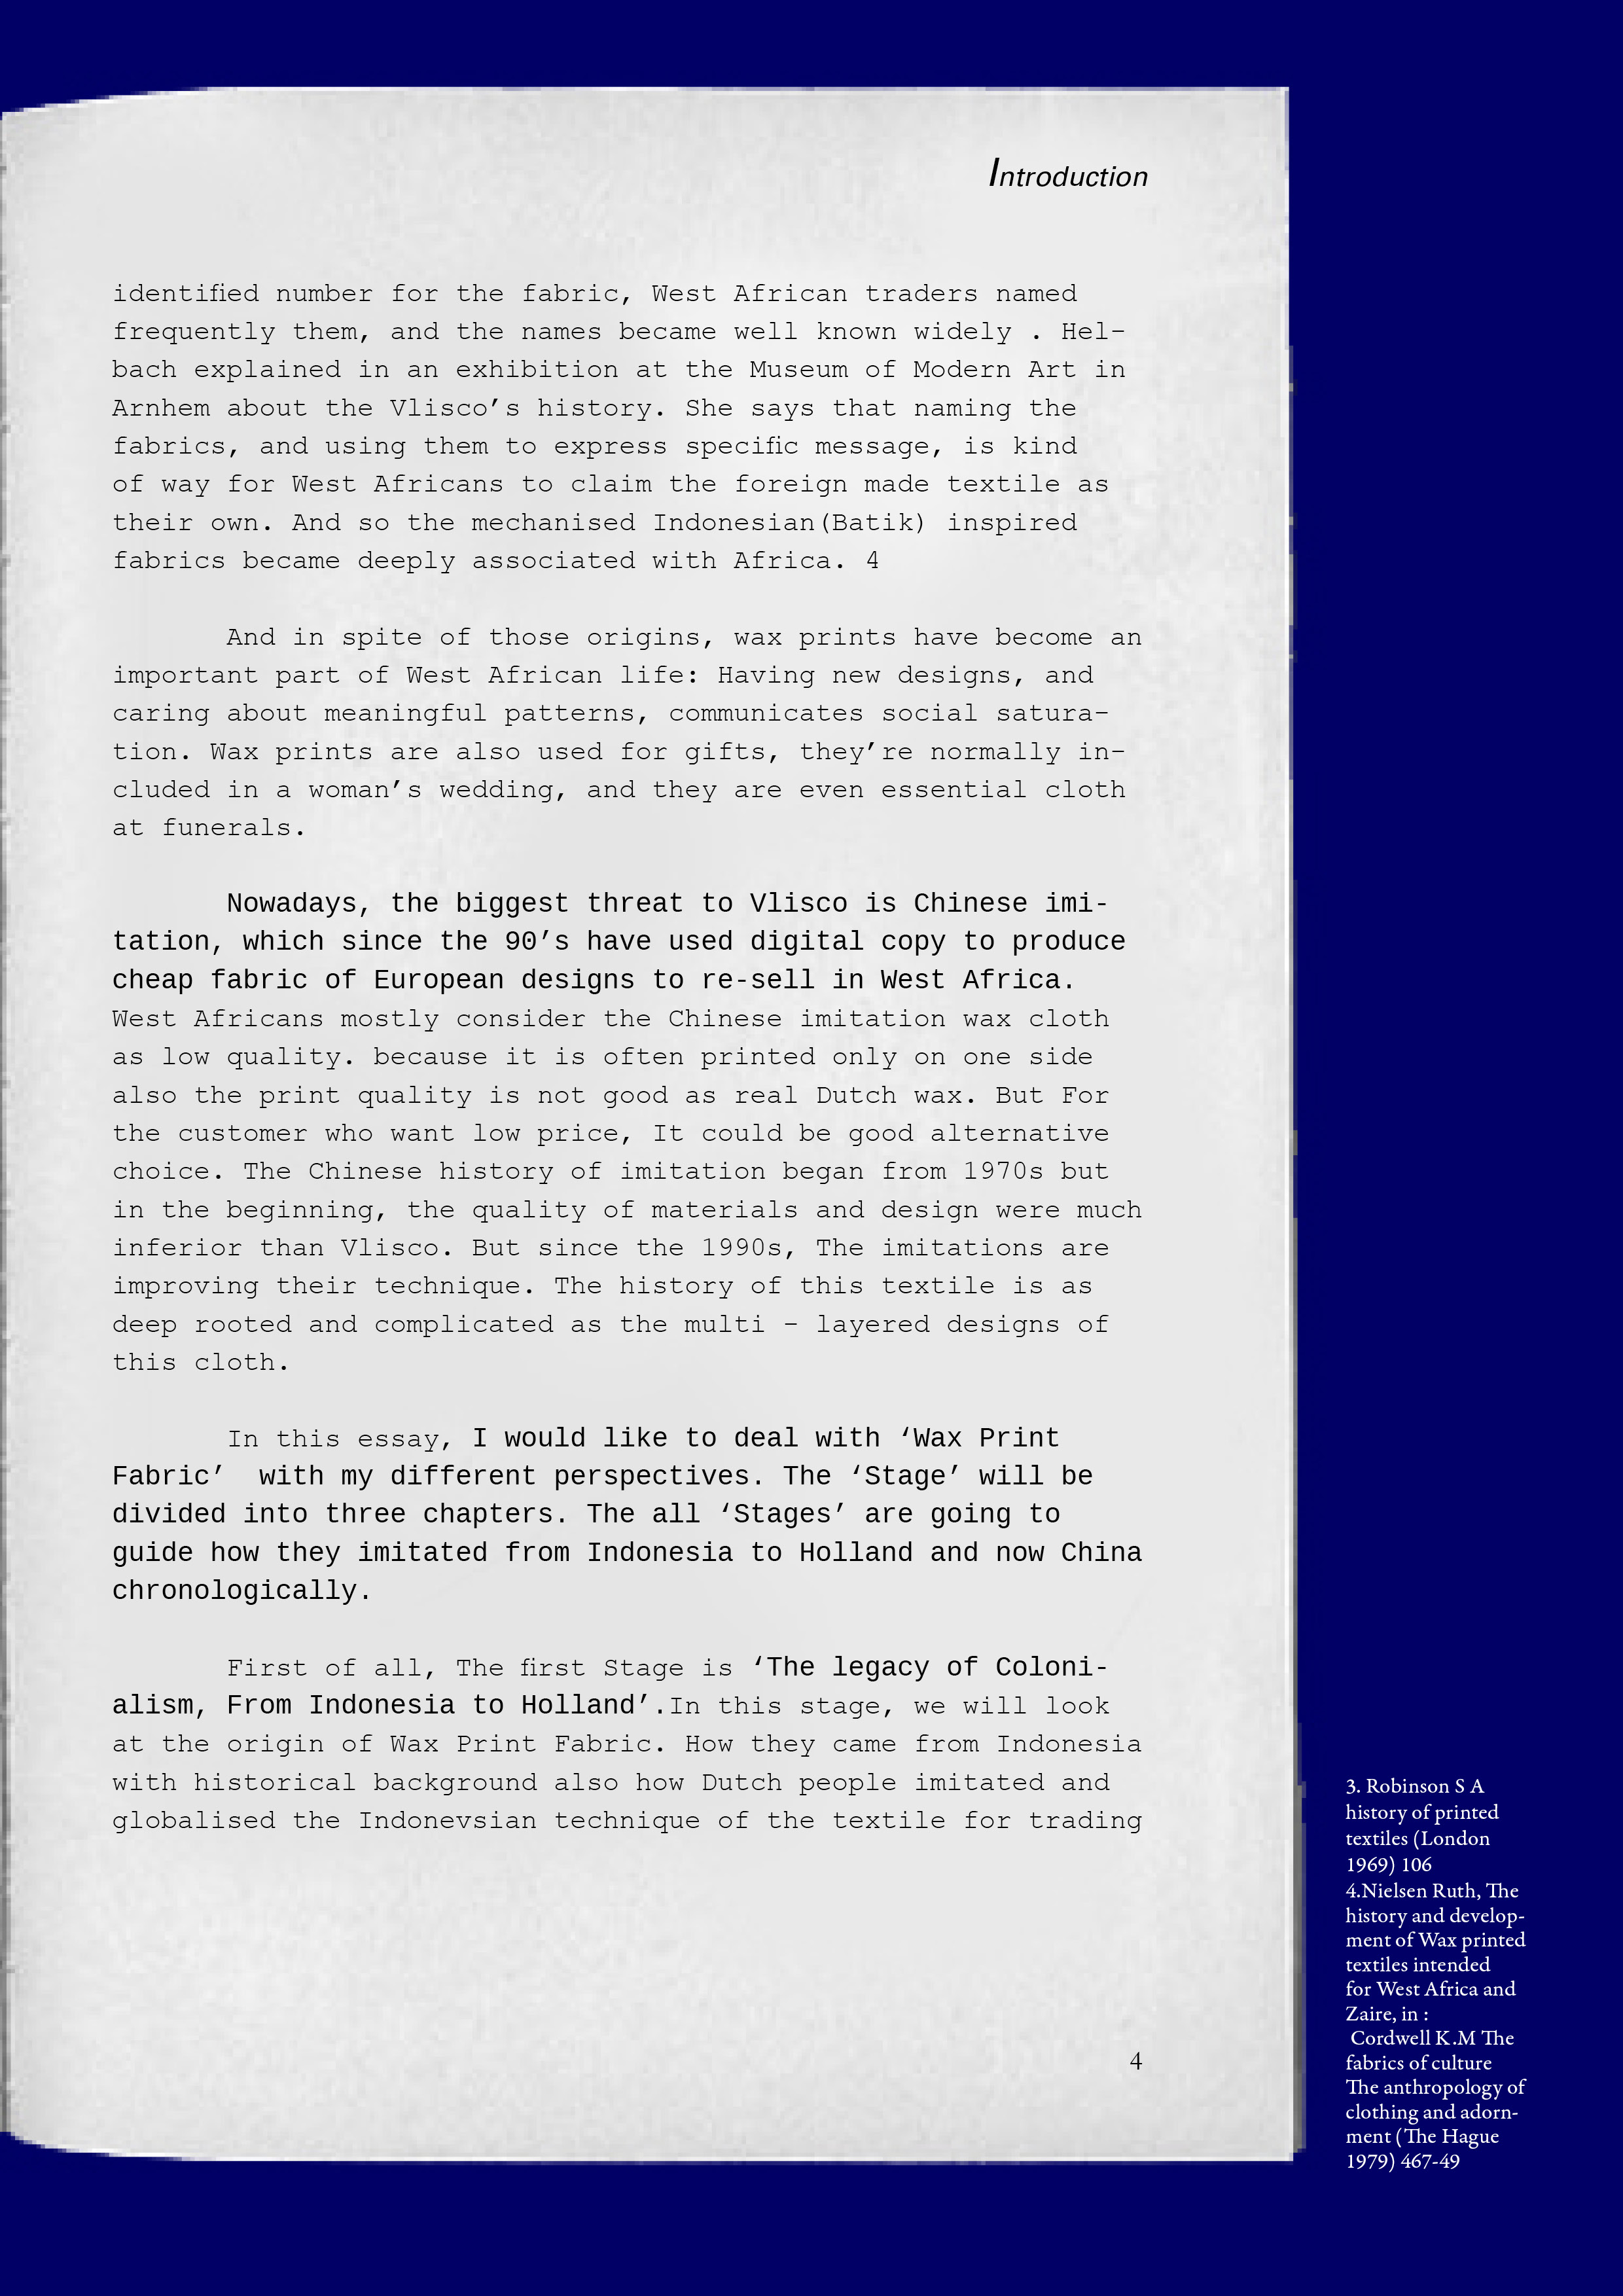 Introduction
identified number for the fabric, West African traders named
frequently them, and the names became well known widely . Hel-
bach explained in an exhibition at the Museum of Modern Art in
Arnhem about the Vlisco’s history. She says that naming the
fabrics, and using them to express specific message, is kind
of way for West Africans to claim the foreign made textile as
their own. And so the mechanised Indonesian(Batik) inspired
fabrics became deeply associated with Africa. 4
And in spite of those origins, wax prints have become an
important part of West African life: Having new designs, and
caring about meaningful patterns, communicates social satura-
tion. Wax prints are also used for gifts, they’re normally in-
cluded in a woman’s wedding, and they are even essential cloth
at funerals.
Nowadays, the biggest threat to Vlisco is Chinese imi-
tation, which since the 90’s have used digital copy to produce
cheap fabric of European designs to re-sell in West Africa.
West Africans mostly consider the Chinese imitation wax cloth
as low quality. because it is often printed only on one side
also the print quality is not good as real Dutch wax. But For
the customer who want low price, It could be good alternative
choice. The Chinese history of imitation began from 1970s but
in the beginning, the quality of materials and design were much
inferior than Vlisco. But since the 1990s, The imitations are
improving their technique. The history of this textile is as
deep rooted and complicated as the multi - layered designs of
this cloth.
In this essay, I would like to deal with ‘Wax Print
Fabric’  with my different perspectives. The ‘Stage’ will be
divided into three chapters. The all ‘Stages’ are going to
guide how they imitated from Indonesia to Holland and now China
chronologically.
First of all, The first Stage is ‘The legacy of Coloni-
alism, From Indonesia to Holland’.In this stage, we will look
at the origin of Wax Print Fabric. How they came from Indonesia
with historical background also how Dutch people imitated and
globalised the Indonevsian technique of the textile for trading
4
3. Robinson S A
history of printed
textiles (London
1969) 106
4.Nielsen Ruth, The
history and develop-
ment of Wax printed
textiles intended
for West Africa and
Zaire, in :
Cordwell K.M The
fabrics of culture
The anthropology of
clothing and adorn-
ment (The Hague
1979) 467-49